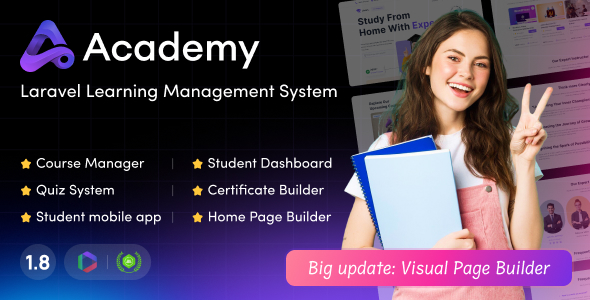 Academy
Laravel Learning Management System
Course Manager | Student Dashboard
Quiz System | Certificate Builder
Student mobile app | Home Page Builder
1.8
Big update: Visual Page Builder
Study From
Home With Expe